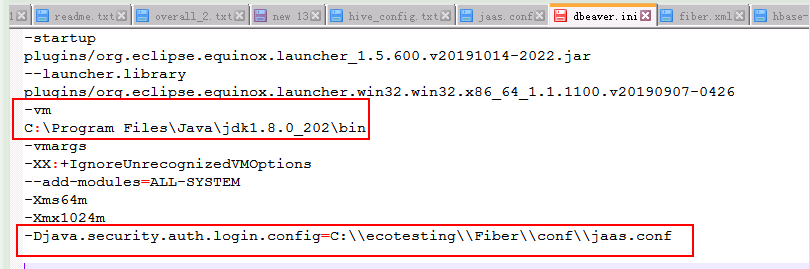 1 readme.txt overall_2.txt new 13 hive_config.txt jaas.conf dbeaver.ini fiber.xml hbase-
-startup
plugins/org.eclipse.equinox.launcher_1.5.600.v20191014-2022.jar
--launcher.library
plugins/org.eclipse.equinox.launcher.win32.win32.x86_64_1.1.1100.v20190907-0426
-vm
C:\Program Files\Java\jdk1.8.0_202\bin
-vmargs
-XX:+IgnoreUnrecognizedVMOptions
--add-modules=ALL-SYSTEM
-Xms64m
-Xmx1024m
-Djava.security.auth.login.config=C:\\ecotesting\\Fiber\\conf\\jaas.conf